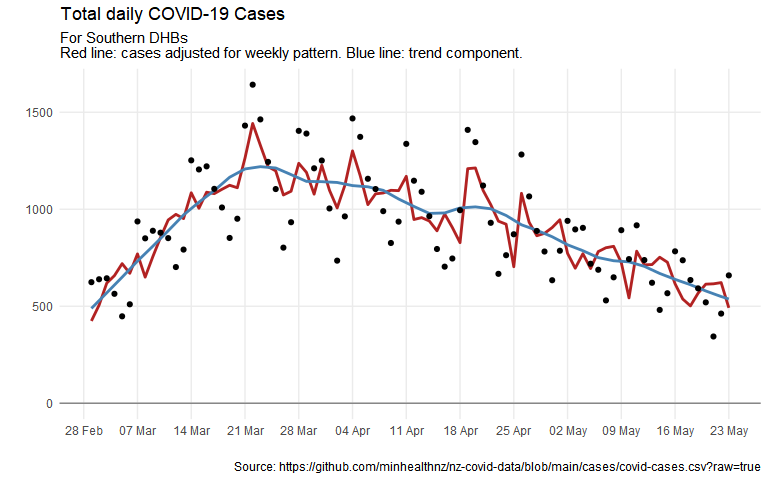 Total daily COVID-19 Cases
For Southern DHBs
Red line: cases adjusted for weekly pattern. Blue line: trend component.
1500
1000
500
0
28 Feb 07 Mar 14 Mar 21 Mar 28 Mar 04 Apr 11 Apr 18 Apr 25 Apr 02 May 09 May 16 May 23 May
Source: https://github.com/minhealthnz/nz-covid-data/blob/main/cases/covid-cases.csv?raw=true